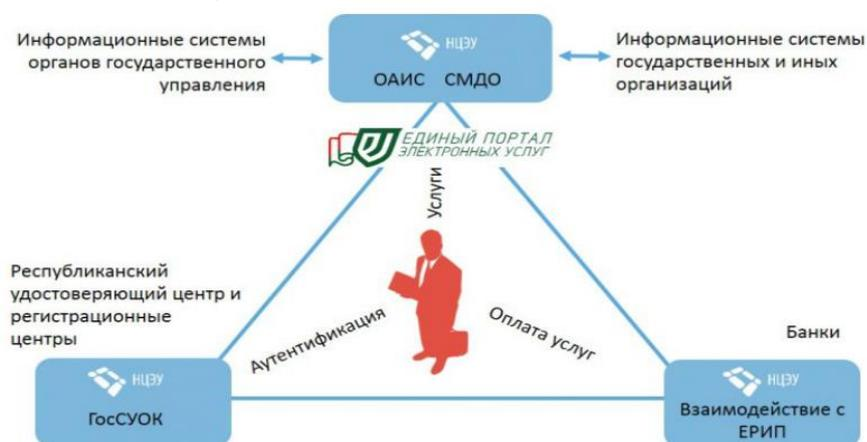 Информационные системы
органов государственного
управления
НЦЭУ
ОАИС СМДО
Информационные системы
государственных и иных
организаций
ЕДИНЫЙ ПОРТАЛ
ЭЛЕКТРОННЫХ УСЛУГ
Услуги
Республиканский
удостоверяющий центр и
регистрационные
центры
Аутентификация
Оплата услуг
Банки
НЦЭУ
ГосСУОК
НЦЭУ
Взаимодействие с
ЕРИП